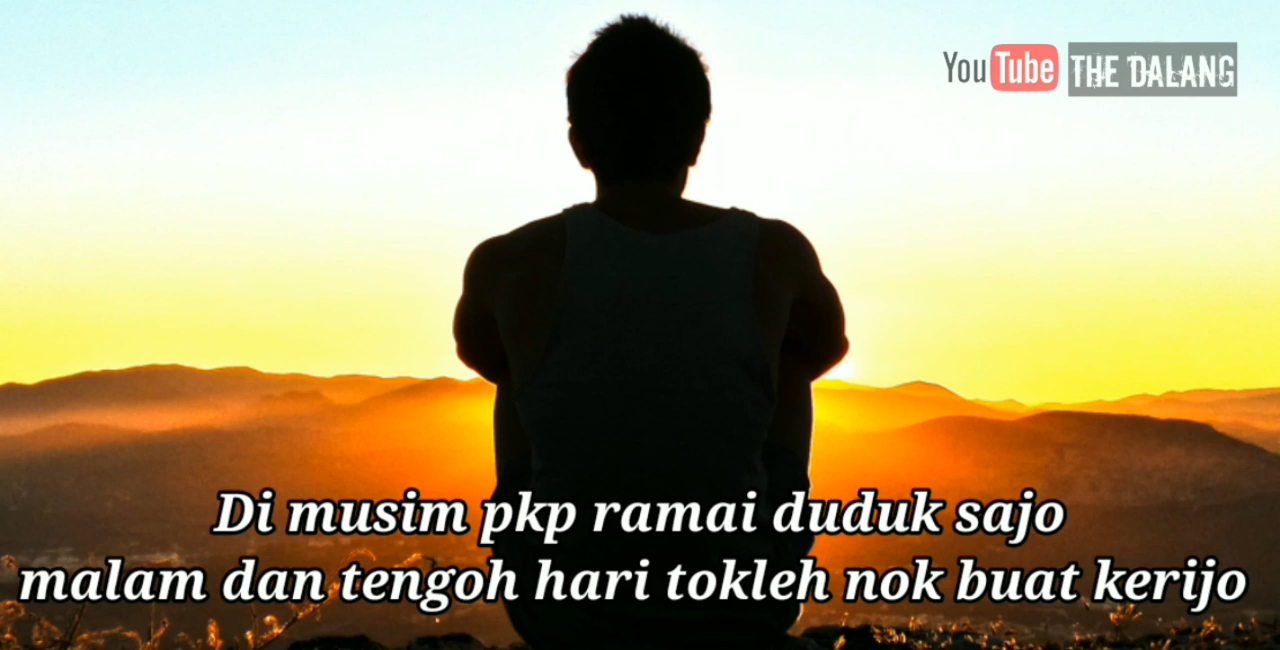 YouTube THE DALANG
Di musim pkp ramai duduk sajo
malam dan tengoh hari tokleh nok buat kerijo